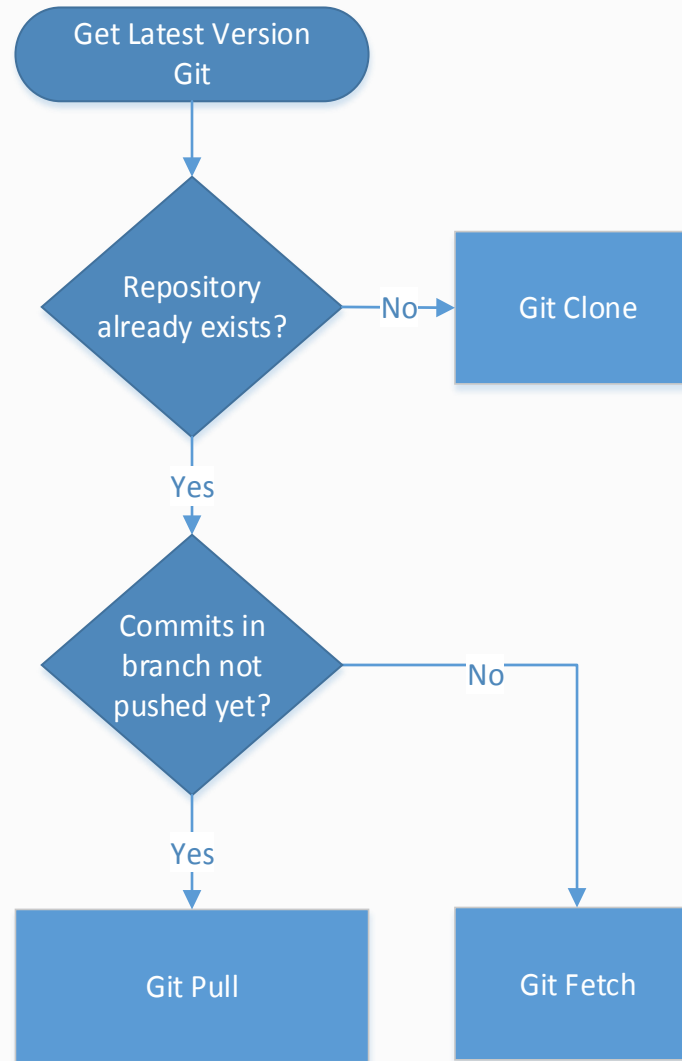 Get Latest Version
Git
Repository
already exists?
No
Git Clone
Yes
Commits in
branch not
pushed yet?
No
Yes
Git Pull
Git Fetch